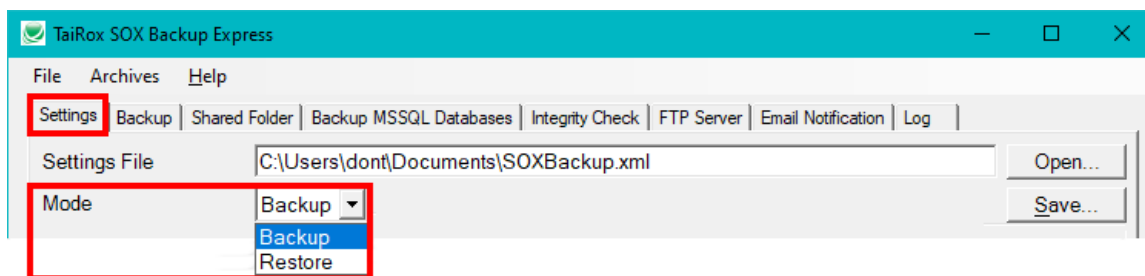 TaiRox SOX Backup Express
File Archives Help
Settings Backup Shared Folder Backup MSSQL Databases Integrity Check FTP Server Email Notification Log
Settings File C:\Users\dont\Documents\SOXBackup.xml Open...
Mode Backup Save...
Backup
Restore